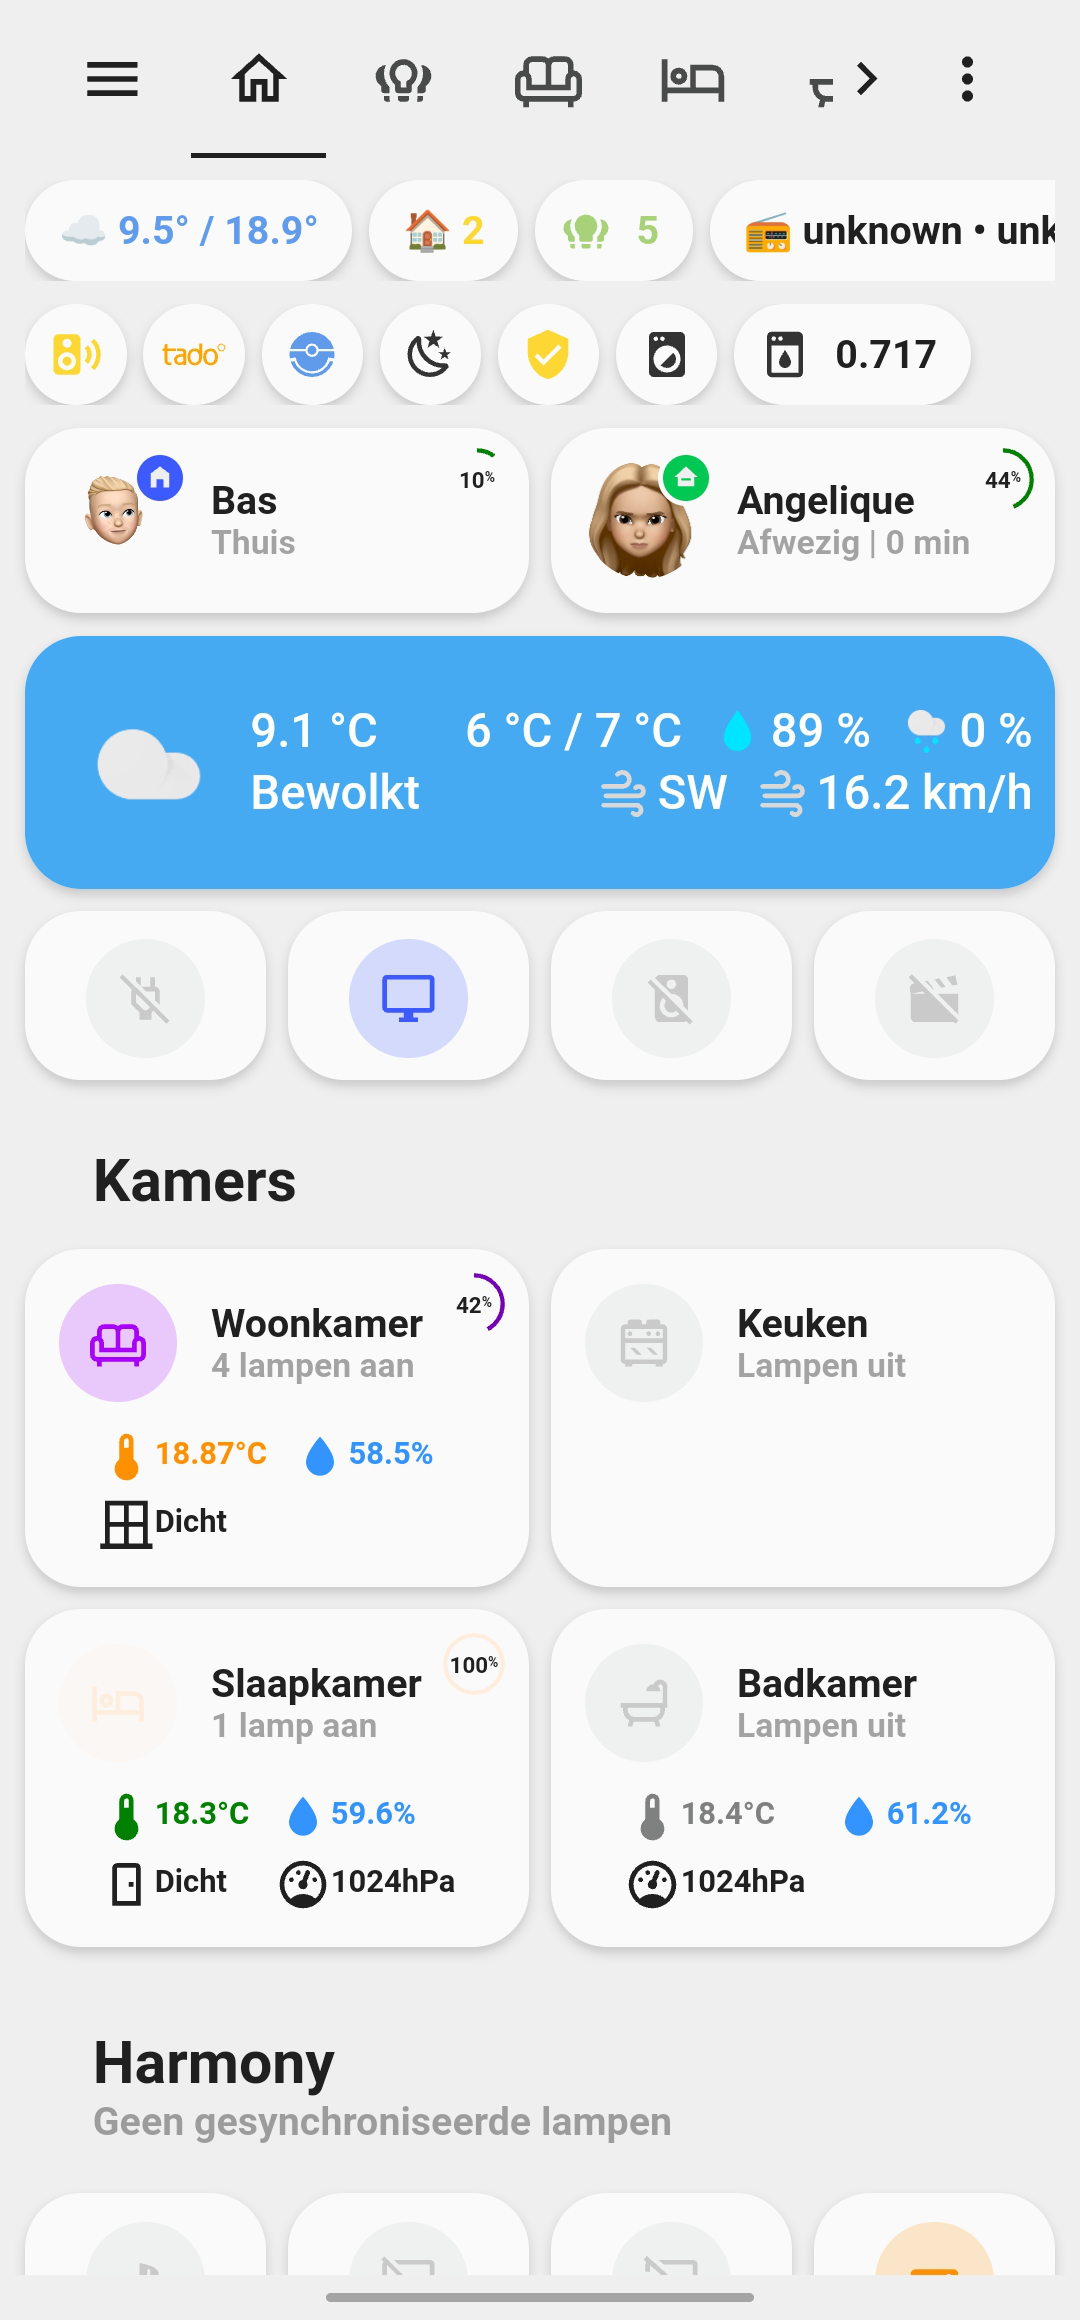 9.5° / 18.9°
2
5
unknown • unk
tado°
0.717
Bas
Thuis
10%
Angelique
Afwezig | 0 min
44%
9.1 °C
6 °C / 7 °C
89 %
0 %
Bewolkt
SW
16.2 km/h
Kamers
Woonkamer
4 lampen aan
42%
18.87°C
58.5%
Dicht
Keuken
Lampen uit
Slaapkamer
1 lamp aan
100%
18.3°C
59.6%
Dicht
1024hPa
Badkamer
Lampen uit
18.4°C
61.2%
1024hPa
Harmony
Geen gesynchroniseerde lampen